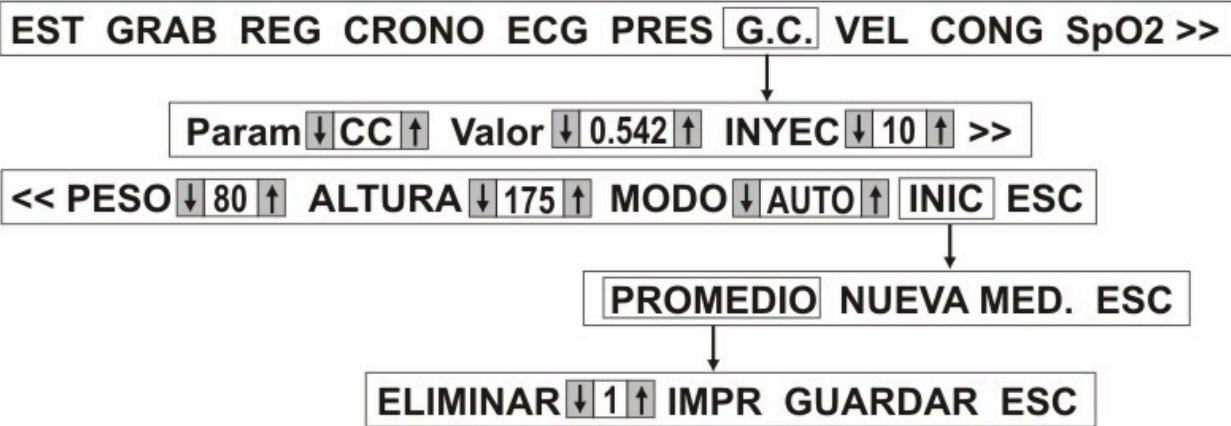 EST GRAB REG CRONO ECG PRES G.C. VEL CONG SpO2 >>
Param ↓ CC ↑ Valor ↓ 0.542 ↑ INYEC ↓ 10 ↑ >>
<< PESO ↓ 80 ↑ ALTURA ↓ 175 ↑ MODO ↓ AUTO ↑ INIC ESC
PROMEDIO NUEVA MED. ESC
ELIMINAR ↓ 1 ↑ IMPR GUARDAR ESC